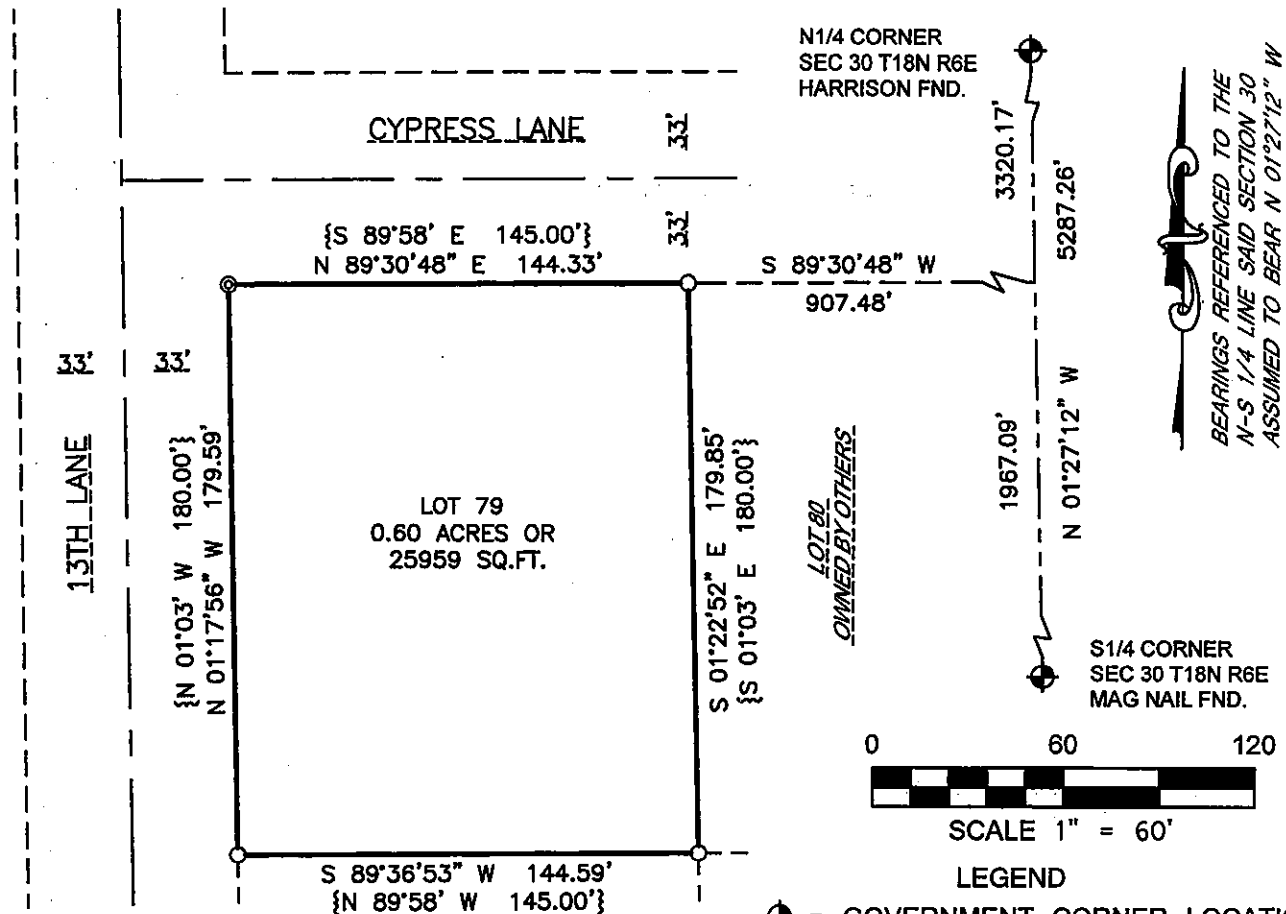 N1/4 CORNER
SEC 30 T18N R6E
HARRISON FND.
CYPRESS LANE
33'
33'
{S 89°58' E 145.00'}
N 89°30'48" E 144.33'
S 89°30'48" W
907.48'
3320.17'
5287.26'
BEARINGS REFERENCED TO THE
N-S 1/4 LINE SAID SECTION 30
ASSUMED TO BEAR N 01°27'12" W
33'
33'
13TH LANE
{N 01°03' W 180.00'}
N 01°17'56" W 179.59'
LOT 79
0.60 ACRES OR
25959 SQ.FT.
S 01°22'52" E 179.85'
{S 01°03' E 180.00'}
LOT 80
OWNED BY OTHERS
1967.09'
N 01°27'12" W
S1/4 CORNER
SEC 30 T18N R6E
MAG NAIL FND.
0 60 120
SCALE 1" = 60'
S 89°36'53" W 144.59'
{N 89°58' W 145.00'}
LEGEND
= GOVERNMENT CORNER